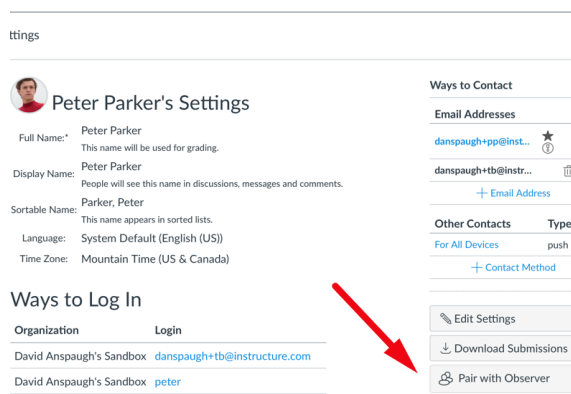 ttings
Peter Parker's Settings
Full Name:* Peter Parker
This name will be used for grading.
Display Name: Peter Parker
People will see this name in discussions, messages and comments.
Sortable Name: Parker, Peter
This name appears in sorted lists.
Language: System Default (English (US))
Time Zone: Mountain Time (US & Canada)
Ways to Log In
Organization Login
David Anspaugh's Sandbox danspaugh+tb@instructure.com
David Anspaugh's Sandbox peter
Ways to Contact
Email Addresses
danspaugh+pp@inst...
danspaugh+tb@instr...
+ Email Address
Other Contacts Type
For All Devices push
+ Contact Method
Edit Settings
Download Submissions
Pair with Observer